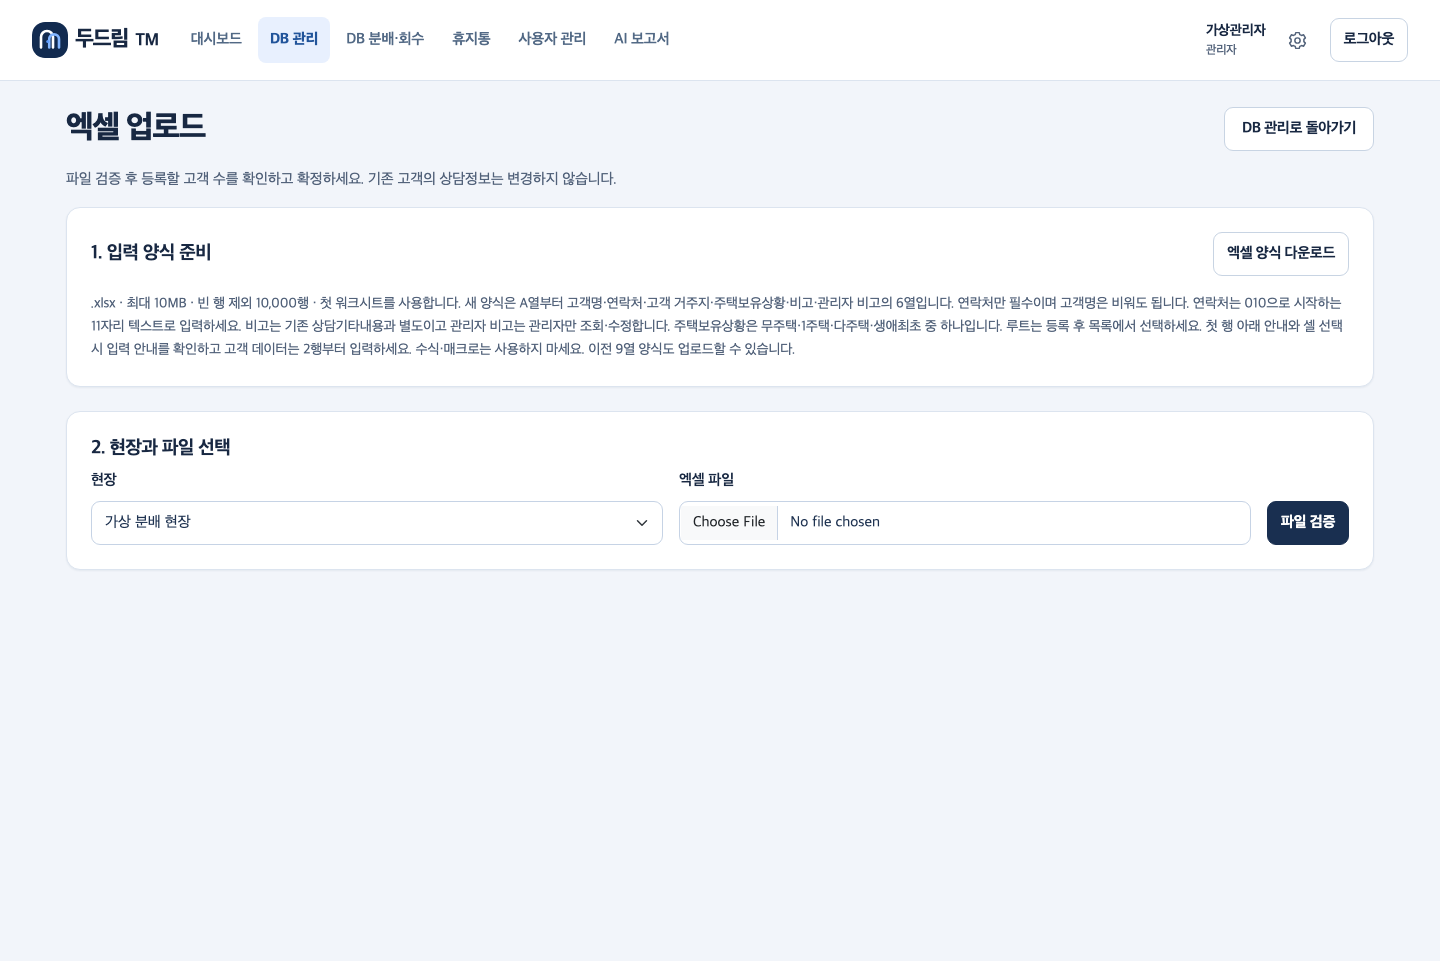 두드림 TM
대시보드
DB 관리
DB 분배·회수
휴지통
사용자 관리
AI 보고서
가상관리자
관리자
로그아웃
엑셀 업로드
DB 관리로 돌아가기
파일 검증 후 등록할 고객 수를 확인하고 확정하세요. 기존 고객의 상담정보는 변경하지 않습니다.
1. 입력 양식 준비
엑셀 양식 다운로드
.xlsx · 최대 10MB · 빈 행 제외 10,000행 · 첫 워크시트를 사용합니다. 새 양식은 A열부터 고객명·연락처·고객 거주지·주택보유상황·비고·관리자 비고의 6열입니다. 연락처만 필수이며 고객명은 비워도 됩니다. 연락처는 010으로 시작하는
11자리 텍스트로 입력하세요. 비고는 기존 상담기타내용과 별도이고 관리자 비고는 관리자만 조회·수정합니다. 주택보유상황은 무주택·1주택·다주택·생애최초 중 하나입니다. 루트는 등록 후 목록에서 선택하세요. 첫 행 아래 안내와 셀 선택
시 입력 안내를 확인하고 고객 데이터는 2행부터 입력하세요. 수식·매크로는 사용하지 마세요. 이전 9열 양식도 업로드할 수 있습니다.
2. 현장과 파일 선택
현장
엑셀 파일
가상 분배 현장
Choose File
No file chosen
파일 검증